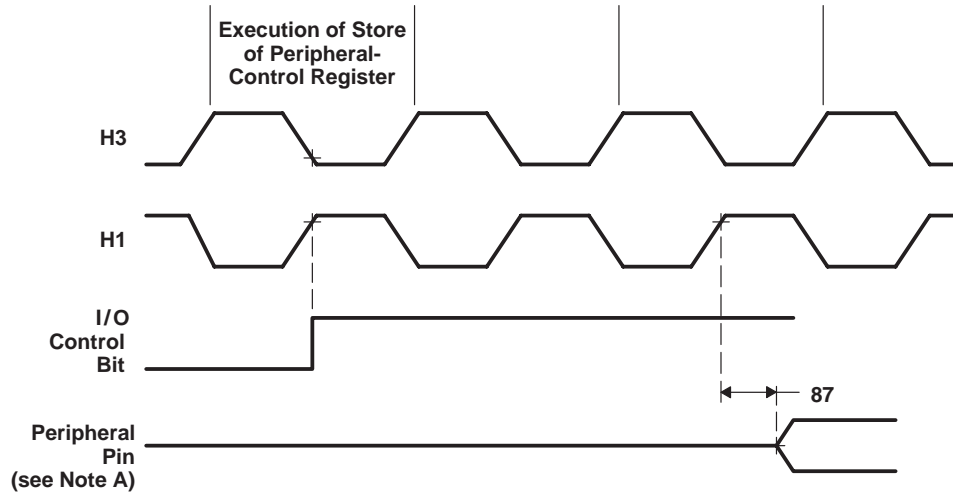 Execution of Store
of Peripheral-
Control Register
H3
H1
I/O
Control
Bit
87
Peripheral
Pin
(see Note A)